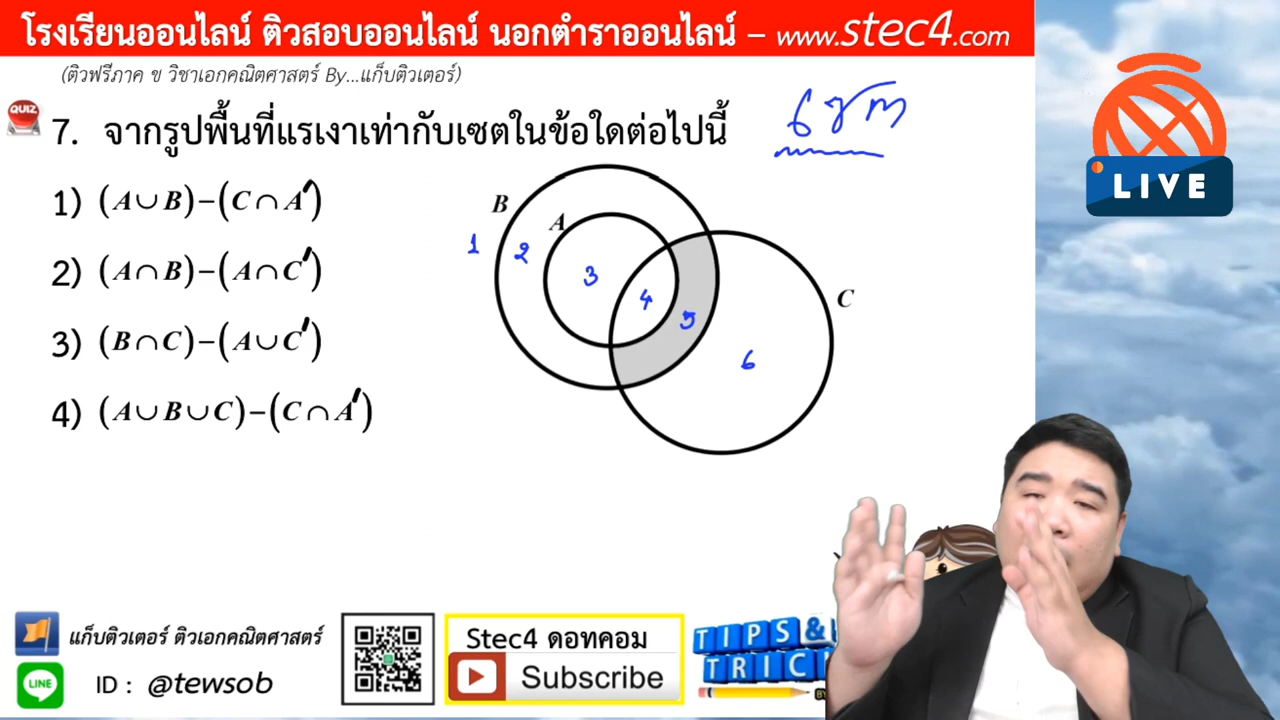 โรงเรียนออนไลน์ ติวสอบออนไลน์ นอกตำราออนไลน์ – www.stec4.com
(ติวฟรีภาค ข วิชาเอกคณิตศาสตร์ By...แก็บติวเตอร์)
QUIZ
7. จากรูปพื้นที่แรเงาเท่ากับเซตในข้อใดต่อไปนี้
LIVE
1) (A∪B)−(C∩A′)
2) (A∩B)−(A∩C′)
3) (B∩C)−(A∪C′)
4) (A∪B∪C)−(C∩A′)
B
A
C
1
2
3
4
5
6
แก็บติวเตอร์ ติวเอกคณิตศาสตร์
LINE
ID : @tewsob
Stec4 ดอทคอม
Subscribe
TIPS &
TRIC